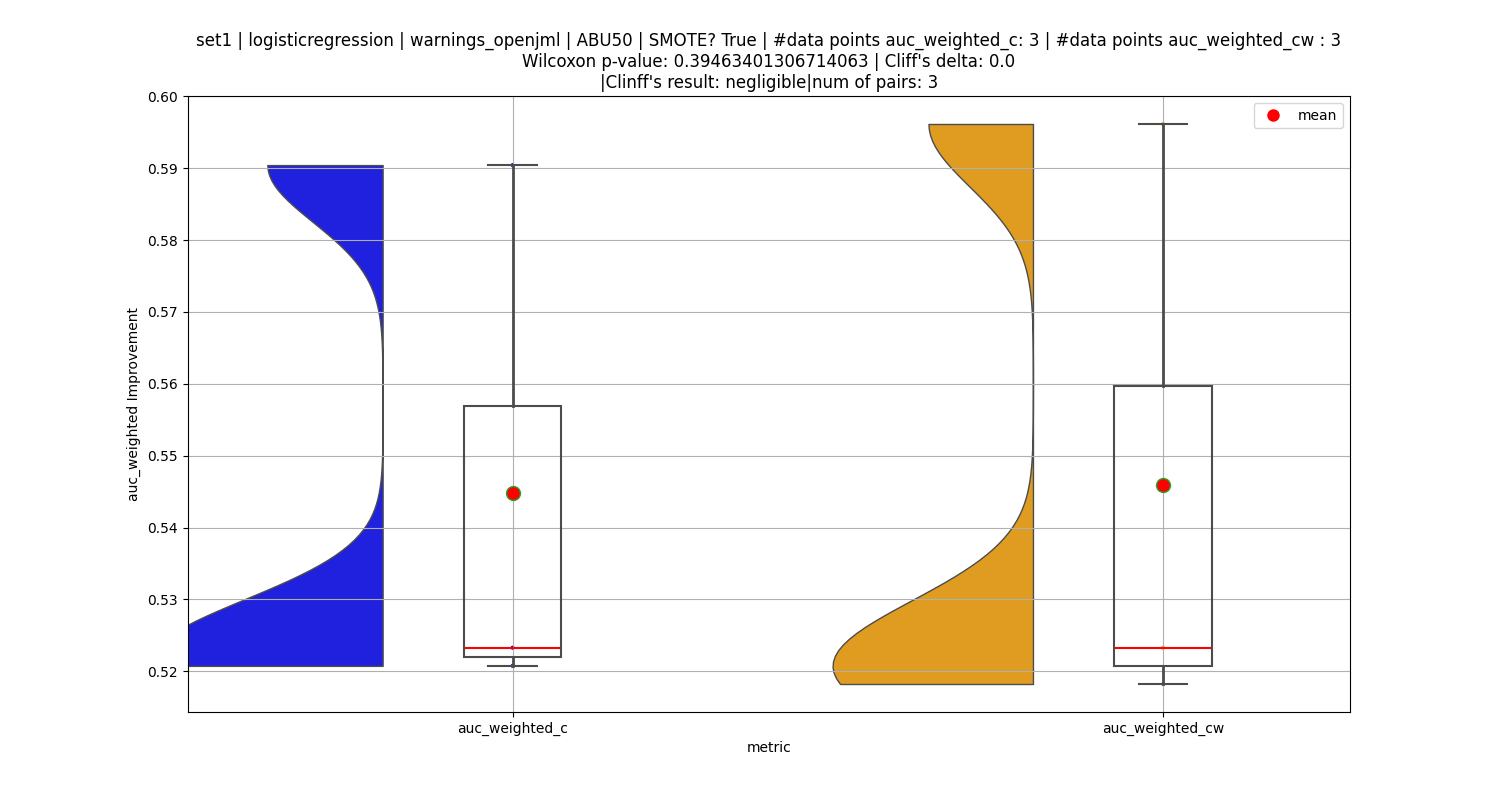 set1 | logisticregression | warnings_openjml | ABU50 | SMOTE? True | #data points auc_weighted_c: 3 | #data points auc_weighted_cw : 3
Wilcoxon p-value: 0.39463401306714063 | Cliff's delta: 0.0
|Clinff's result: negligible|num of pairs: 3
mean
0.60
0.59
0.58
0.57
0.56
0.55
0.54
0.53
0.52
auc_weighted Improvement
auc_weighted_c
auc_weighted_cw
metric